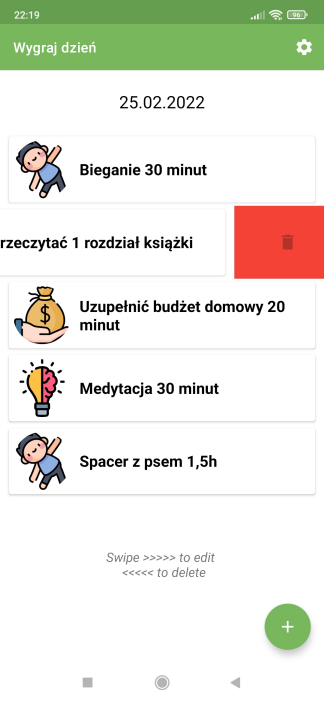 22:19
96
Wygraj dzień
25.02.2022
Bieganie 30 minut
rzeczytać 1 rozdział książki
$
Uzupełnić budżet domowy 20
minut
Medytacja 30 minut
Spacer z psem 1,5h
Swipe >>>>> to edit
<<<<< to delete
+